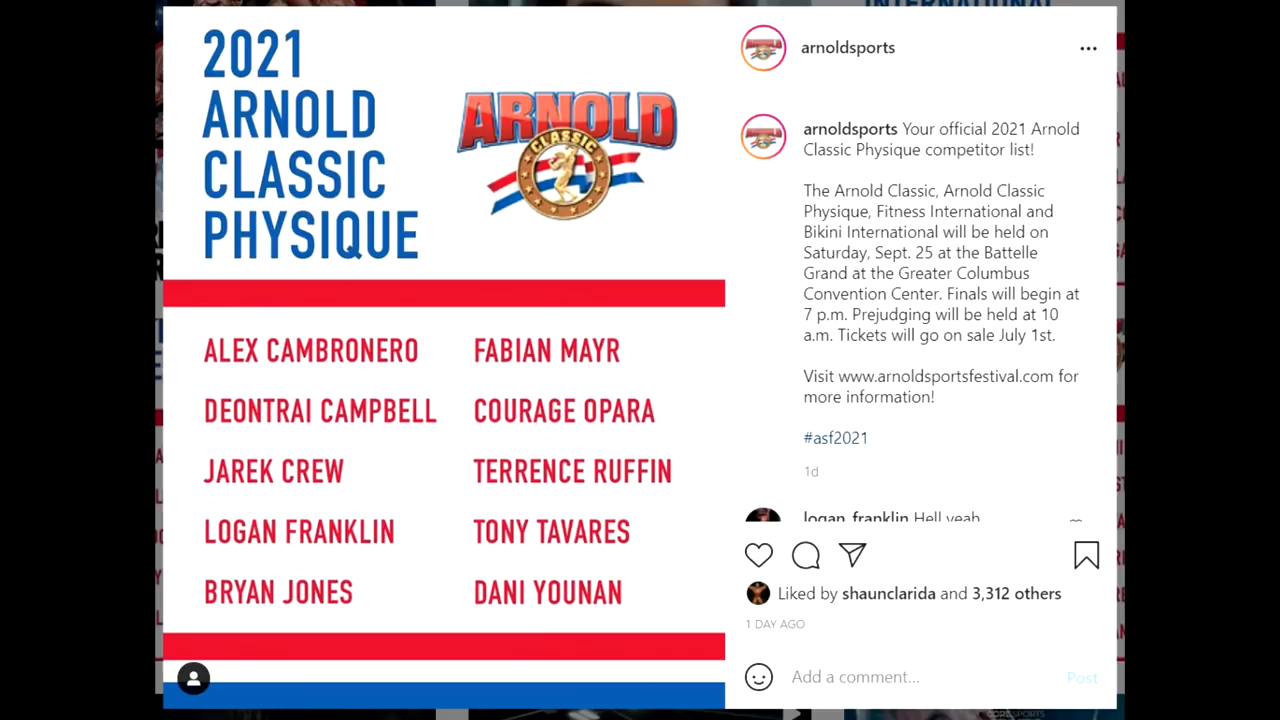 2021
ARNOLD
CLASSIC
PHYSIQUE
ARNOLD
CLASSIC
ALEX CAMBRONERO
DEONTRAI CAMPBELL
JAREK CREW
LOGAN FRANKLIN
BRYAN JONES
FABIAN MAYR
COURAGE OPARA
TERRENCE RUFFIN
TONY TAVARES
DANI YOUNAN
arnoldsports
arnoldsports Your official 2021 Arnold
Classic Physique competitor list!
The Arnold Classic, Arnold Classic
Physique, Fitness International and
Bikini International will be held on
Saturday, Sept. 25 at the Battelle
Grand at the Greater Columbus
Convention Center. Finals will begin at
7 p.m. Prejudging will be held at 10
a.m. Tickets will go on sale July 1st.
Visit www.arnoldsportsfestival.com for
more information!
#asf2021
1d
logan_franklin Hell yeah
Liked by shaunclarida and 3,312 others
1 DAY AGO
Add a comment...
Post